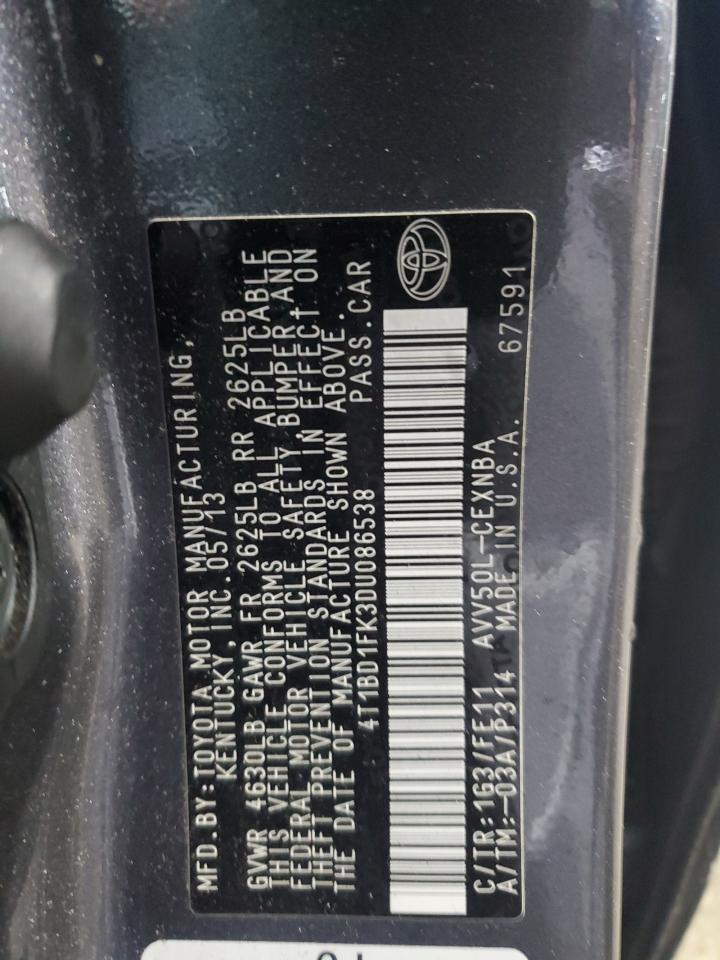 MFD.BY:TOYOTA MOTOR MANUFACTURING,
KENTUCKY, INC.05/13
GVWR 4630LB GAWR FR 2625LB RR 2625LB
THIS VEHICLE CONFORMS TO ALL APPLICABLE
FEDERAL MOTOR VEHICLE SAFETY,BUMPER AND
THEFT PREVENTION STANDARDS IN EFFECT ON
THE DATE OF MANUFACTURE SHOWN ABOVE.
4T1BD1FK3DU086538 PASS.CAR
C/TR:1G3/FE11 AVV50L-CEXNBA
A/TM:-03A/P314 MADE IN U.S.A. 67591